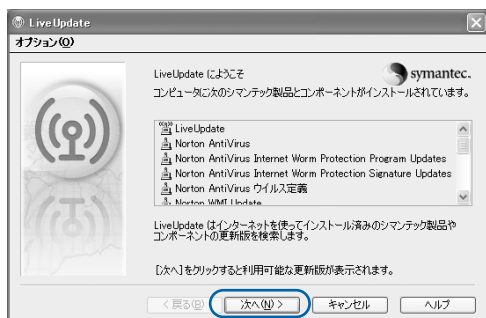 LiveUpdate
オプション(O)
LiveUpdate にようこそ
symantec.
コンピュータに次のシマンテック製品とコンポーネントがインストールされています。
LiveUpdate
Norton AntiVirus
Norton AntiVirus Internet Worm Protection Program Updates
Norton AntiVirus Internet Worm Protection Signature Updates
Norton AntiVirus ウイルス定義
Norton WMI Update
LiveUpdate はインターネットを使ってインストール済みのシマンテック製品や
コンポーネントの更新版を検索します。
[次へ]をクリックすると利用可能な更新版が表示されます。
< 戻る(B) 次へ(N) > キャンセル ヘルプ